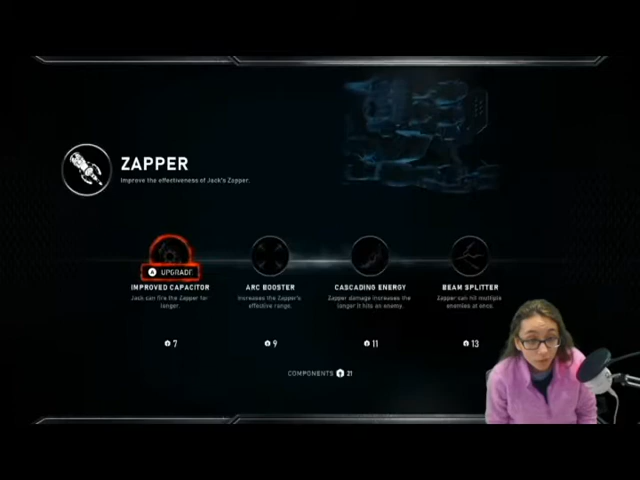 ZAPPER
Improve the effectiveness of Jack's Zapper.
A UPGRADE
IMPROVED CAPACITOR
Jack can fire the Zapper for
longer.
7
ARC BOOSTER
Increases the Zapper's
effective range.
9
CASCADING ENERGY
Zapper damage increases the
longer it hits an enemy.
11
BEAM SPLITTER
Zapper can hit multiple
enemies at once.
13
COMPONENTS 21